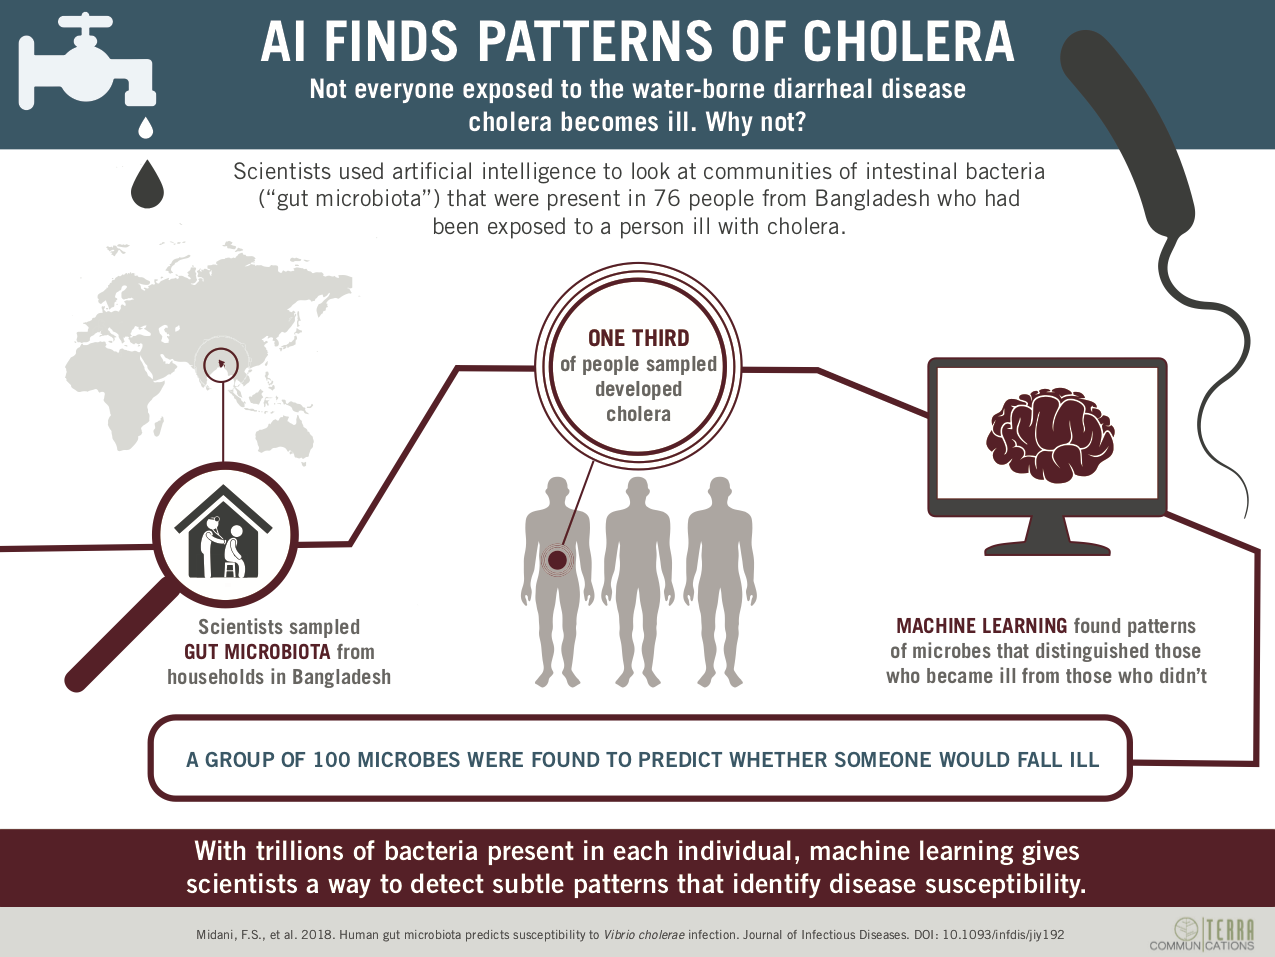 AI FINDS PATTERNS OF CHOLERA
Not everyone exposed to the water-borne diarrheal disease
cholera becomes ill. Why not?
Scientists used artificial intelligence to look at communities of intestinal bacteria
(“gut microbiota”) that were present in 76 people from Bangladesh who had
been exposed to a person ill with cholera.
ONE THIRD
of people sampled
developed
cholera
Scientists sampled
GUT MICROBIOTA from
households in Bangladesh
MACHINE LEARNING found patterns
of microbes that distinguished those
who became ill from those who didn’t
A GROUP OF 100 MICROBES WERE FOUND TO PREDICT WHETHER SOMEONE WOULD FALL ILL
With trillions of bacteria present in each individual, machine learning gives
scientists a way to detect subtle patterns that identify disease susceptibility.
Midani, F.S., et al. 2018. Human gut microbiota predicts susceptibility to Vibrio cholerae infection. Journal of Infectious Diseases. DOI: 10.1093/infdis/jiy192
TERRA
COMMUNICATIONS